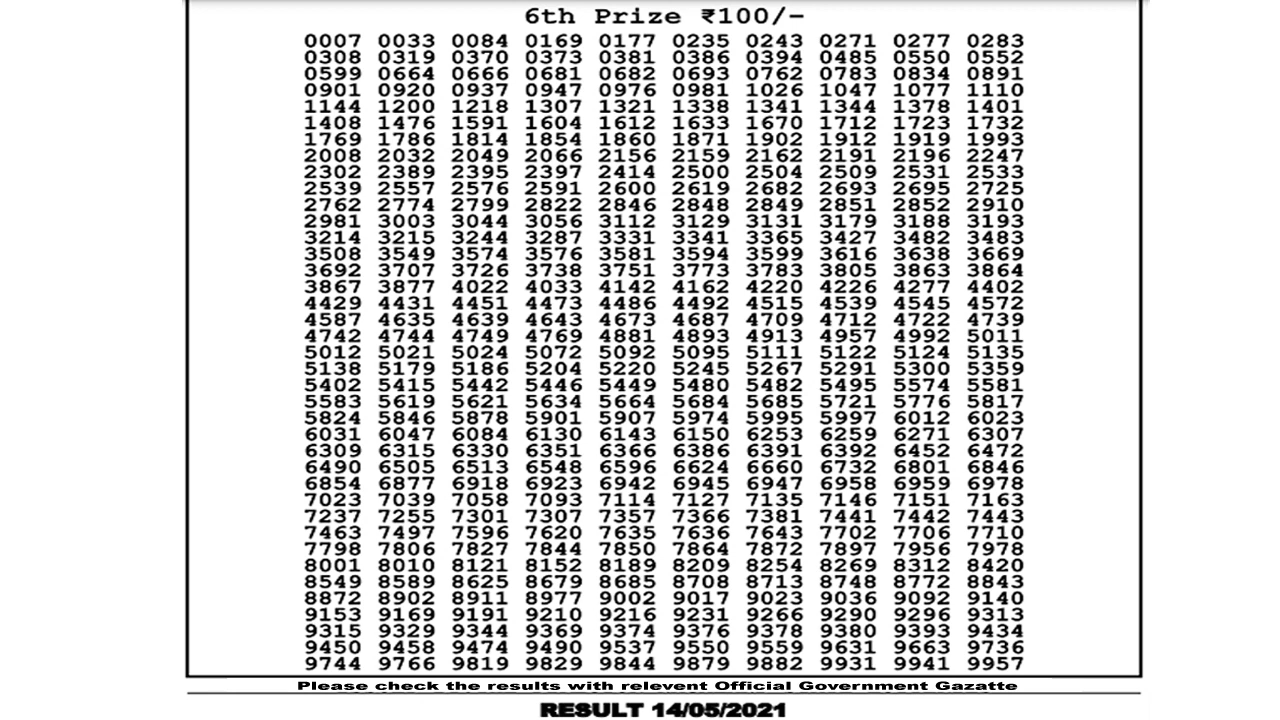 6th Prize ₹100/-
0007 0033 0084 0169 0177 0235 0243 0271 0277 0283
0308 0319 0370 0373 0381 0386 0394 0485 0550 0552
0599 0664 0666 0681 0682 0693 0762 0783 0834 0891
0901 0920 0937 0947 0976 0981 1026 1047 1077 1110
1144 1200 1218 1307 1321 1338 1341 1344 1378 1401
1408 1476 1591 1604 1612 1633 1670 1712 1723 1732
1769 1786 1814 1854 1860 1871 1902 1912 1919 1993
2008 2032 2049 2066 2156 2159 2162 2191 2196 2247
2302 2389 2395 2397 2414 2500 2504 2509 2531 2533
2539 2557 2576 2591 2600 2619 2682 2693 2695 2725
2762 2774 2799 2822 2846 2848 2849 2851 2852 2910
2981 3003 3044 3056 3112 3129 3131 3179 3188 3193
3214 3215 3244 3287 3331 3341 3365 3427 3482 3483
3508 3549 3574 3576 3581 3594 3599 3616 3638 3669
3692 3707 3726 3738 3751 3773 3783 3805 3863 3864
3867 3877 4022 4033 4142 4162 4220 4226 4277 4402
4429 4431 4451 4473 4486 4492 4515 4539 4545 4572
4587 4635 4639 4643 4673 4687 4709 4712 4722 4739
4742 4744 4749 4769 4881 4893 4913 4957 4992 5011
5012 5021 5024 5072 5092 5095 5111 5122 5124 5135
5138 5179 5186 5204 5220 5245 5267 5291 5300 5359
5402 5415 5442 5446 5449 5480 5482 5495 5574 5581
5583 5619 5621 5634 5664 5684 5685 5721 5776 5817
5824 5846 5878 5901 5907 5974 5995 5997 6012 6023
6031 6047 6084 6130 6143 6150 6253 6259 6271 6307
6309 6315 6330 6351 6366 6386 6391 6392 6452 6472
6490 6505 6513 6548 6596 6624 6660 6732 6801 6846
6854 6877 6918 6923 6942 6945 6947 6958 6959 6978
7023 7039 7058 7093 7114 7127 7135 7146 7151 7163
7237 7255 7301 7307 7357 7366 7381 7441 7442 7443
7463 7497 7596 7620 7635 7636 7643 7702 7706 7710
7798 7806 7827 7844 7850 7864 7872 7897 7956 7978
8001 8010 8121 8152 8189 8209 8254 8269 8312 8420
8549 8589 8625 8679 8685 8708 8713 8748 8772 8843
8872 8902 8911 8977 9002 9017 9023 9036 9092 9140
9153 9169 9191 9210 9216 9231 9266 9290 9296 9313
9315 9329 9344 9369 9374 9376 9378 9380 9393 9434
9450 9458 9474 9490 9537 9550 9559 9631 9663 9736
9744 9766 9819 9829 9844 9879 9882 9931 9941 9957
Please check the results with relevent Official Government Gazatte
RESULT 14/05/2021